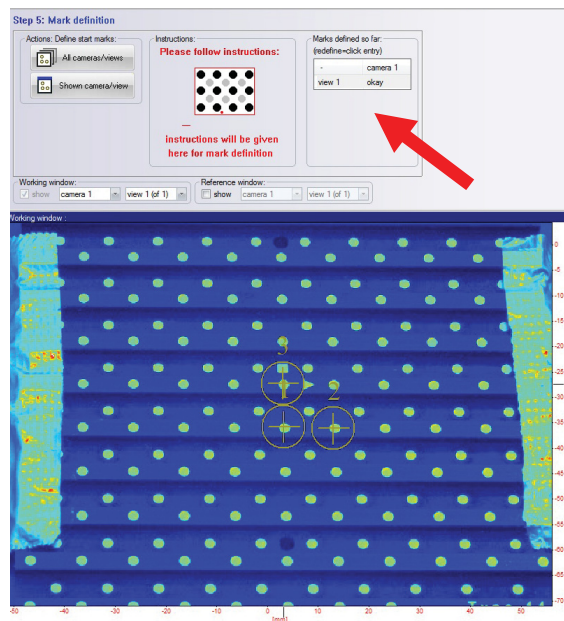 Step 5: Mark definition
Actions: Define start marks:
All cameras/views
Shown camera/view
Instructions:
Please follow instructions:
instructions will be given
here for mark definition
Marks defined so far:
(redefine=click entry)
- camera 1
view 1 okay
Working window:
show camera 1 view 1 (of 1)
Reference window:
show camera 1 view 1 (of 1)
Working window :
3
1 2
-0
-5
-10
-15
-20
-25
-30
-35
-40
-45
-50
-55
-60
-65
-70
-50 -40 -30 -20 -10 0 10 20 30 40 50
[mm]